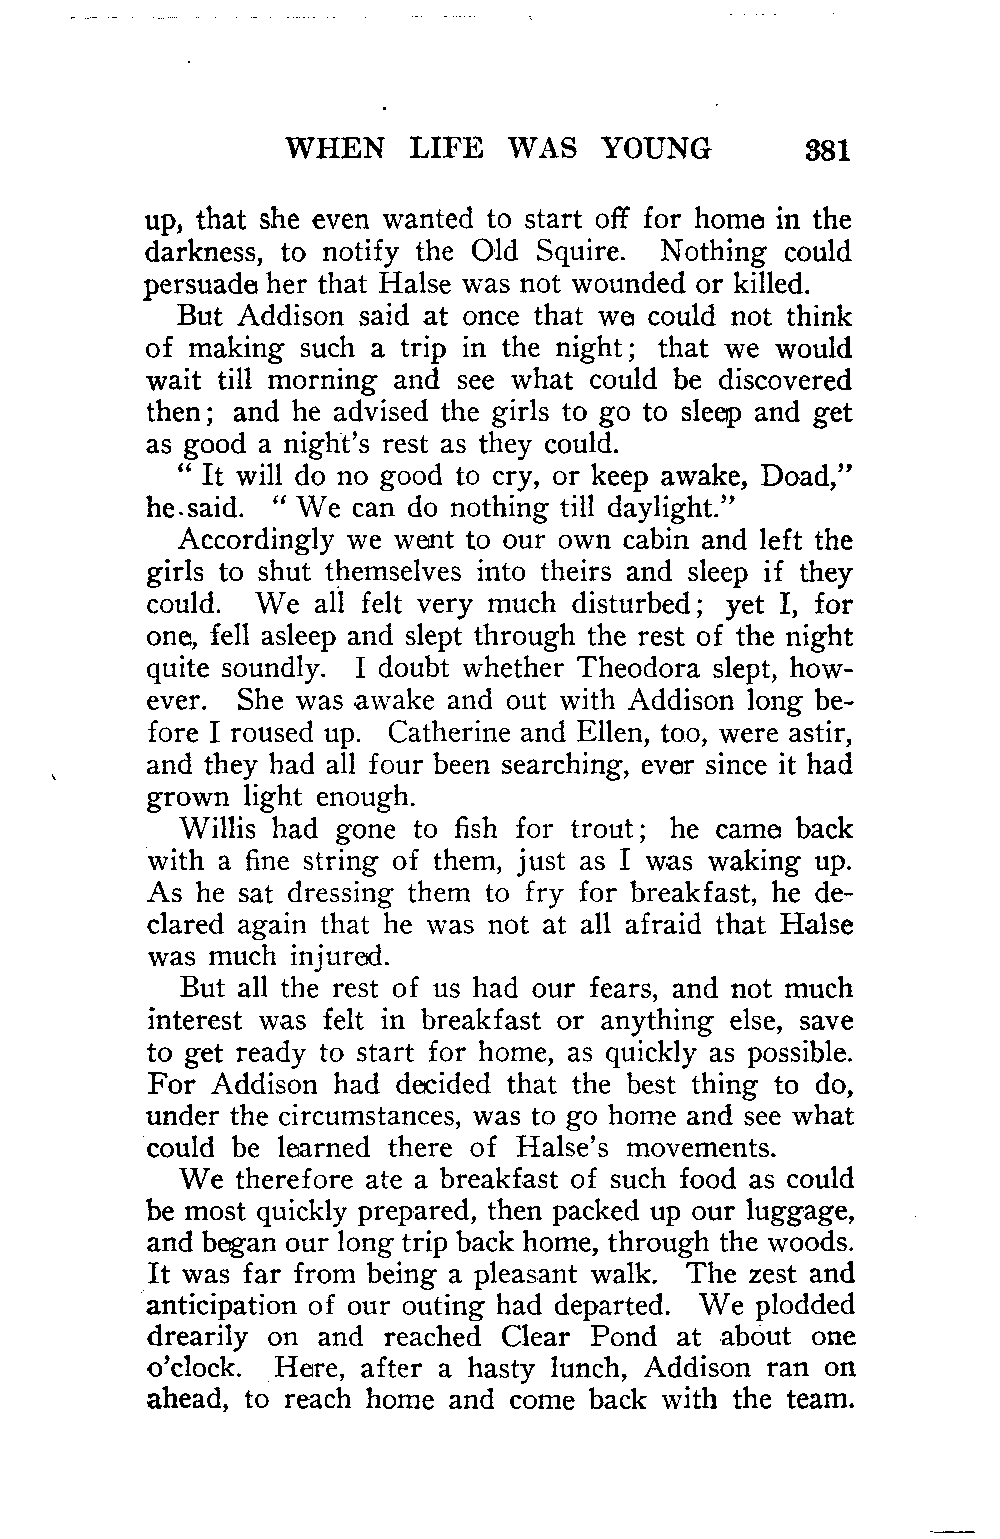 WHEN LIFE WAS YOUNG 381
up, that she even wanted to start off for home in the
darkness, to notify the Old Squire. Nothing could
persuade her that Halse was not wounded or killed.
But Addison said at once that we could not think
of making such a trip in the night; that we would
wait till morning and see what could be discovered
then; and he advised the girls to go to sleep and get
as good a night's rest as they could.
“ It will do no good to cry, or keep awake, Doad,”
he said. “ We can do nothing till daylight.”
Accordingly we went to our own cabin and left the
girls to shut themselves into theirs and sleep if they
could. We all felt very much disturbed; yet I, for
one, fell asleep and slept through the rest of the night
quite soundly. I doubt whether Theodora slept, how-
ever. She was awake and out with Addison long be-
fore I roused up. Catherine and Ellen, too, were astir,
and they had all four been searching, ever since it had
grown light enough.
Willis had gone to fish for trout; he came back
with a fine string of them, just as I was waking up.
As he sat dressing them to fry for breakfast, he de-
clared again that he was not at all afraid that Halse
was much injured.
But all the rest of us had our fears, and not much
interest was felt in breakfast or anything else, save
to get ready to start for home, as quickly as possible.
For Addison had decided that the best thing to do,
under the circumstances, was to go home and see what
could be learned there of Halse's movements.
We therefore ate a breakfast of such food as could
be most quickly prepared, then packed up our luggage,
and began our long trip back home, through the woods.
It was far from being a pleasant walk. The zest and
anticipation of our outing had departed. We plodded
drearily on and reached Clear Pond at about one
o'clock. Here, after a hasty lunch, Addison ran on
ahead, to reach home and come back with the team.